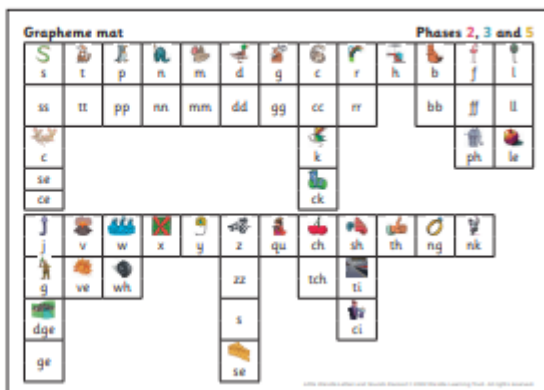 Grapheme mat Phases 2, 3 and 5
s t p n m d g c r h b f l
ss tt pp nn mm dd gg cc rr bb ff ll
c k ph le
se ck
ce
j v w x y z qu ch sh th ng nk
g ve wh zz tch ti
dge s ci
ge se